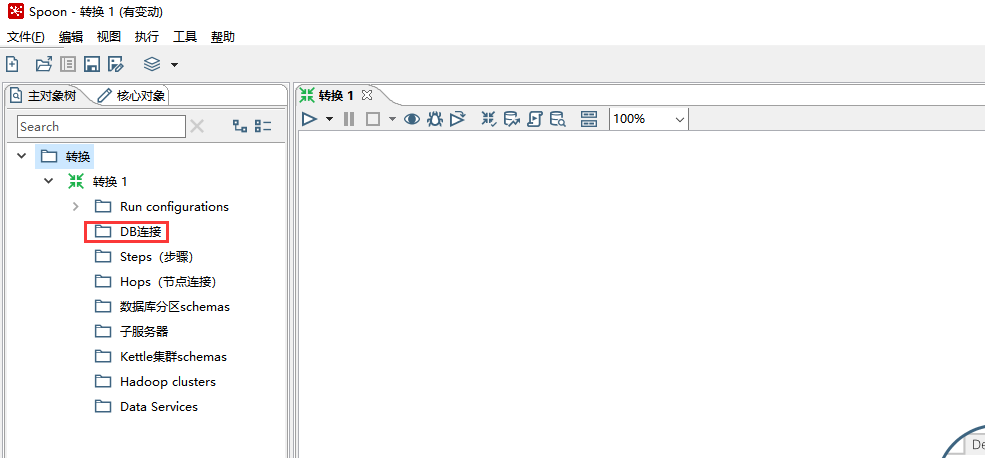 Spoon - 转换 1 (有变动)
文件(F) 编辑 视图 执行 工具 帮助
主对象树 核心对象
转换 1
Search
100%
转换
转换 1
Run configurations
DB连接
Steps（步骤）
Hops（节点连接）
数据库分区schemas
子服务器
Kettle集群schemas
Hadoop clusters
Data Services
De